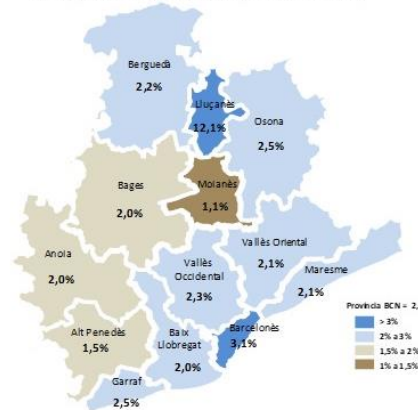 Berguedà
2,2%
Lluçanès
12,1%
Osona
2,5%
Bages
2,0%
Moianès
1,1%
Anoia
2,0%
Vallès Oriental
2,1%
Vallès
Occidental
2,3%
Maresme
2,1%
Alt Penedès
1,5%
Baix
Llobregat
2,0%
Barcelonès
3,1%
Garraf
2,5%
Província BCN = 2,
> 3%
2% a 3%
1,5% a 2%
1% a 1,5%